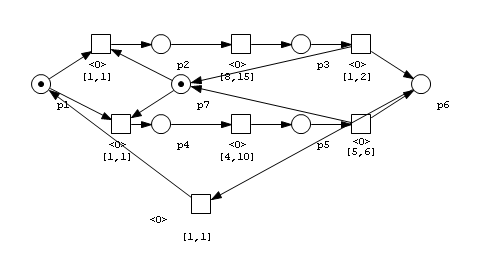 <0> p2 <0> p3 <0>
[1,1] [8,15] [1,2]
p1 p7 p6
<0> p4 <0> p5 <0>
[1,1] [4,10] [5,6]
<0>
[1,1]